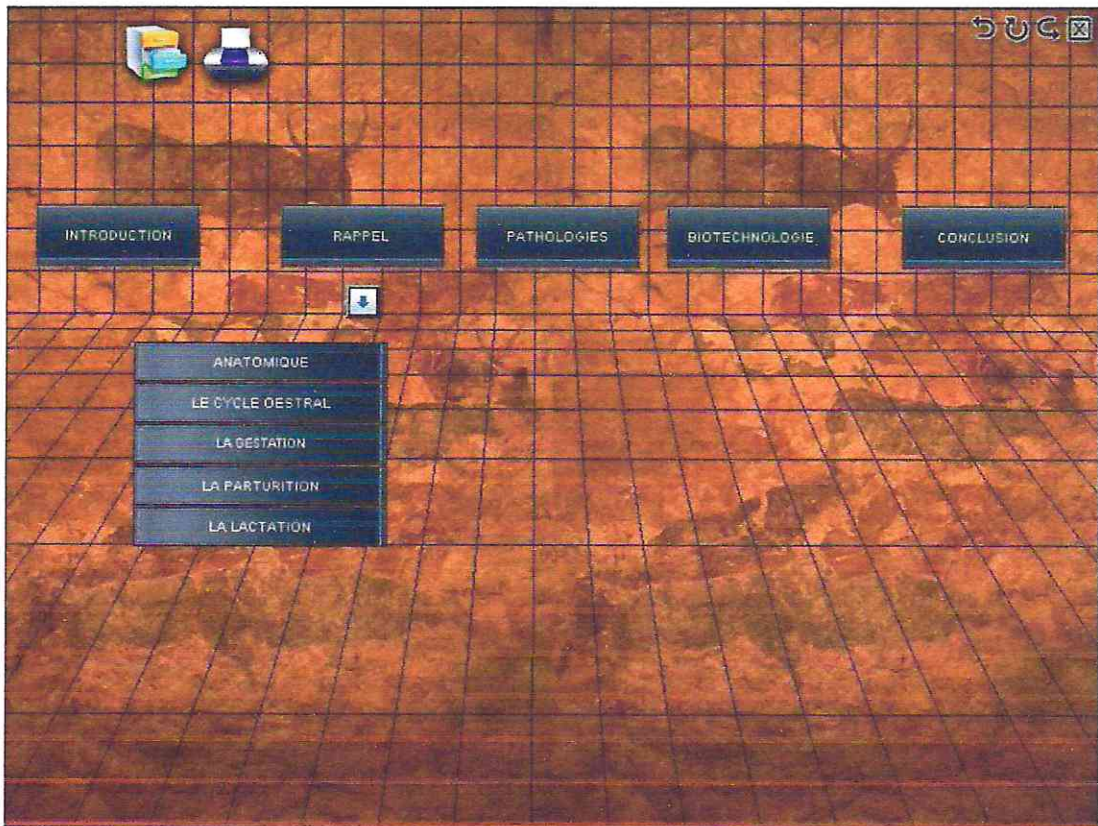 INTRODUCTION
RAPPEL
PATHOLOGIES
BIOTECHNOLOGIE
CONCLUSION
ANATOMIQUE
LE CYCLE OESTRAL
LA GESTATION
LA PARTURITION
LA LACTATION